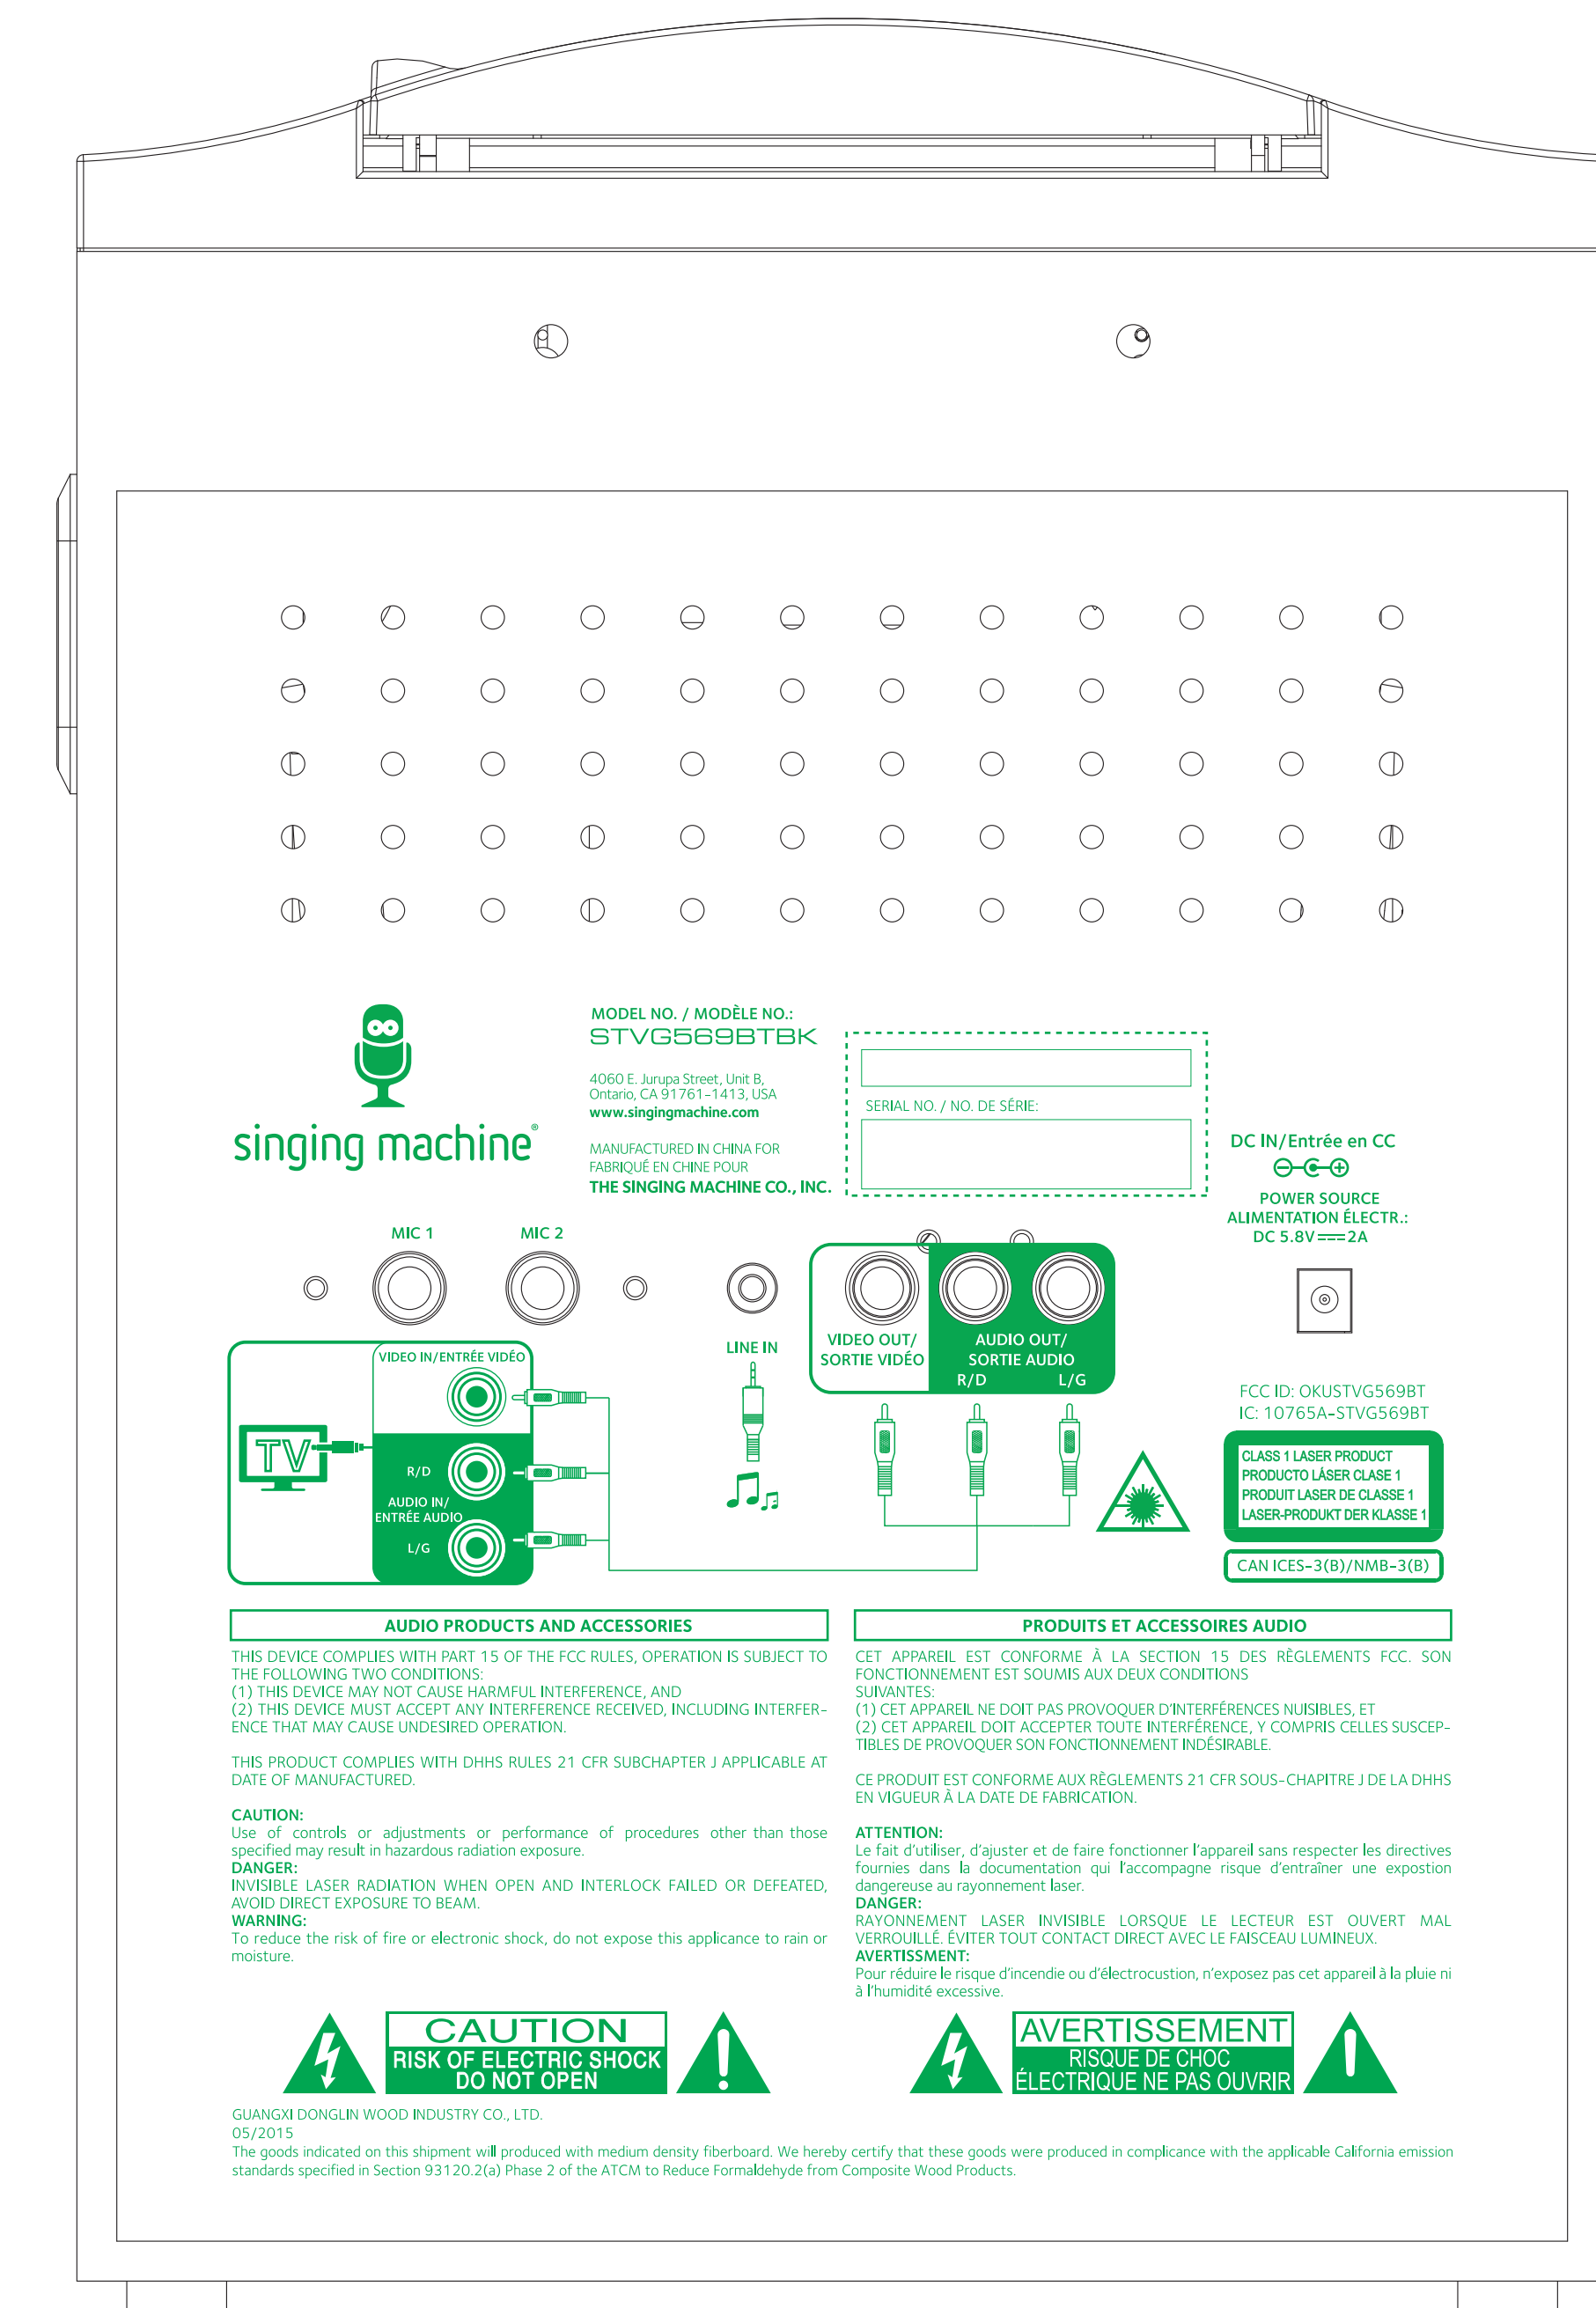 singing machine®
MODEL NO. / MODÈLE NO.:
STVG569BTBK
4060 E. Jurupa Street, Unit B,
Ontario, CA 91761-1413, USA
www.singingmachine.com
MANUFACTURED IN CHINA FOR
FABRIQUÉ EN CHINE POUR
THE SINGING MACHINE CO., INC.
SERIAL NO. / NO. DE SÉRIE:
DC IN/Entrée en CC
POWER SOURCE
ALIMENTATION ÉLECTR.:
DC 5.8V⎓2A
MIC 1
MIC 2
LINE IN
VIDEO OUT/
SORTIE VIDÉO
AUDIO OUT/
SORTIE AUDIO
R/D L/G
VIDEO IN/ENTRÉE VIDÉO
TV
R/D
AUDIO IN/
ENTRÉE AUDIO
L/G
FCC ID: OKUSTVG569BT
IC: 10765A-STVG569BT
CLASS 1 LASER PRODUCT
PRODUCTO LÁSER CLASE 1
PRODUIT LASER DE CLASSE 1
LASER-PRODUKT DER KLASSE 1
CAN ICES-3(B)/NMB-3(B)
AUDIO PRODUCTS AND ACCESSORIES
THIS DEVICE COMPLIES WITH PART 15 OF THE FCC RULES, OPERATION IS SUBJECT TO
THE FOLLOWING TWO CONDITIONS:
(1) THIS DEVICE MAY NOT CAUSE HARMFUL INTERFERENCE, AND
(2) THIS DEVICE MUST ACCEPT ANY INTERFERENCE RECEIVED, INCLUDING INTERFER-
ENCE THAT MAY CAUSE UNDESIRED OPERATION.
THIS PRODUCT COMPLIES WITH DHHS RULES 21 CFR SUBCHAPTER J APPLICABLE AT
DATE OF MANUFACTURED.
CAUTION:
Use of controls or adjustments or performance of procedures other than those
specified may result in hazardous radiation exposure.
DANGER:
INVISIBLE LASER RADIATION WHEN OPEN AND INTERLOCK FAILED OR DEFEATED,
AVOID DIRECT EXPOSURE TO BEAM.
WARNING:
To reduce the risk of fire or electronic shock, do not expose this applicance to rain or
moisture.
CAUTION
RISK OF ELECTRIC SHOCK
DO NOT OPEN
PRODUITS ET ACCESSOIRES AUDIO
CET APPAREIL EST CONFORME À LA SECTION 15 DES RÈGLEMENTS FCC. SON
FONCTIONNEMENT EST SOUMIS AUX DEUX CONDITIONS
SUIVANTES:
(1) CET APPAREIL NE DOIT PAS PROVOQUER D'INTERFÉRENCES NUISIBLES, ET
(2) CET APPAREIL DOIT ACCEPTER TOUTE INTERFÉRENCE, Y COMPRIS CELLES SUSCEP-
TIBLES DE PROVOQUER SON FONCTIONNEMENT INDÉSIRABLE.
CE PRODUIT EST CONFORME AUX RÈGLEMENTS 21 CFR SOUS-CHAPITRE J DE LA DHHS
EN VIGUEUR À LA DATE DE FABRICATION.
ATTENTION:
Le fait d'utiliser, d'ajuster et de faire fonctionner l'appareil sans respecter les directives
fournies dans la documentation qui l'accompagne risque d'entraîner une expostion
dangereuse au rayonnement laser.
DANGER:
RAYONNEMENT LASER INVISIBLE LORSQUE LE LECTEUR EST OUVERT MAL
VERROUILLÉ. ÉVITER TOUT CONTACT DIRECT AVEC LE FAISCEAU LUMINEUX.
AVERTISSMENT:
Pour réduire le risque d'incendie ou d'électrocustion, n'exposez pas cet appareil à la pluie ni
à l'humidité excessive.
AVERTISSEMENT
RISQUE DE CHOC
ÉLECTRIQUE NE PAS OUVRIR
GUANGXI DONGLIN WOOD INDUSTRY CO., LTD.
05/2015
The goods indicated on this shipment will produced with medium density fiberboard. We hereby certify that these goods were produced in complicance with the applicable California emission
standards specified in Section 93120.2(a) Phase 2 of the ATCM to Reduce Formaldehyde from Composite Wood Products.